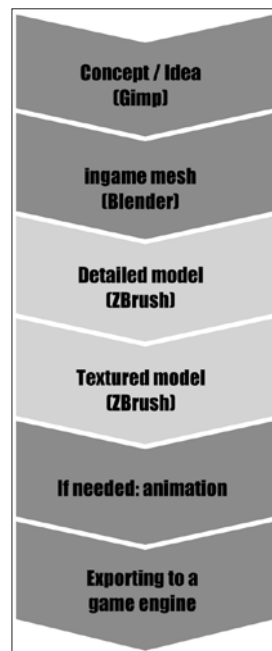 Concept / Idea
(Gimp)
ingame mesh
(Blender)
Detailed model
(ZBrush)
Textured model
(ZBrush)
If needed: animation
Exporting to a
game engine